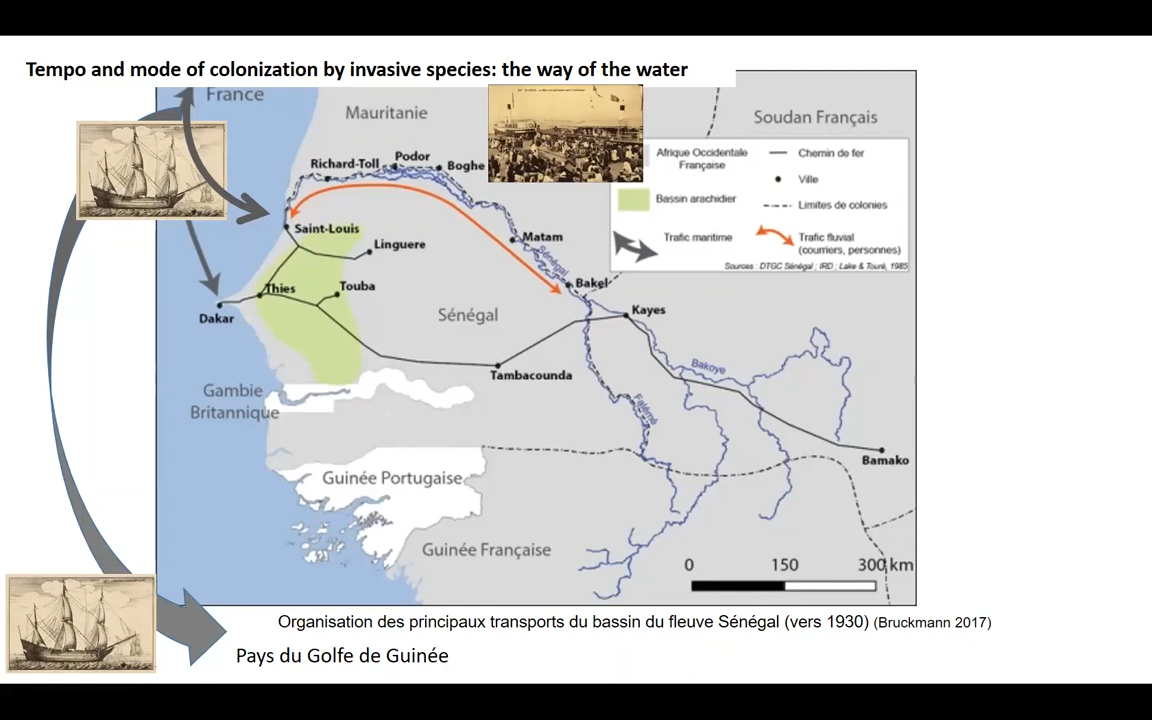 Tempo and mode of colonization by invasive species: the way of the water
France
Mauritanie
Soudan Français
Richard-Toll
Podor
Boghe
Afrique Occidentale
Française
Chemin de fer
Ville
Bassin arachidier
Limites de colonies
Trafic maritime
Trafic fluvial
(courriers, personnes)
Sources : DTGC Sénégal ; IRD ; Lake & Touré, 1985
Saint-Louis
Linguere
Matam
Sénégal
Bakel
Thies
Touba
Dakar
Sénégal
Kayes
Tambacounda
Bakoye
Gambie
Britannique
Falémé
Bamako
Guinée Portugaise
Guinée Française
0 150 300 km
Organisation des principaux transports du bassin du fleuve Sénégal (vers 1930) (Bruckmann 2017)
Pays du Golfe de Guinée